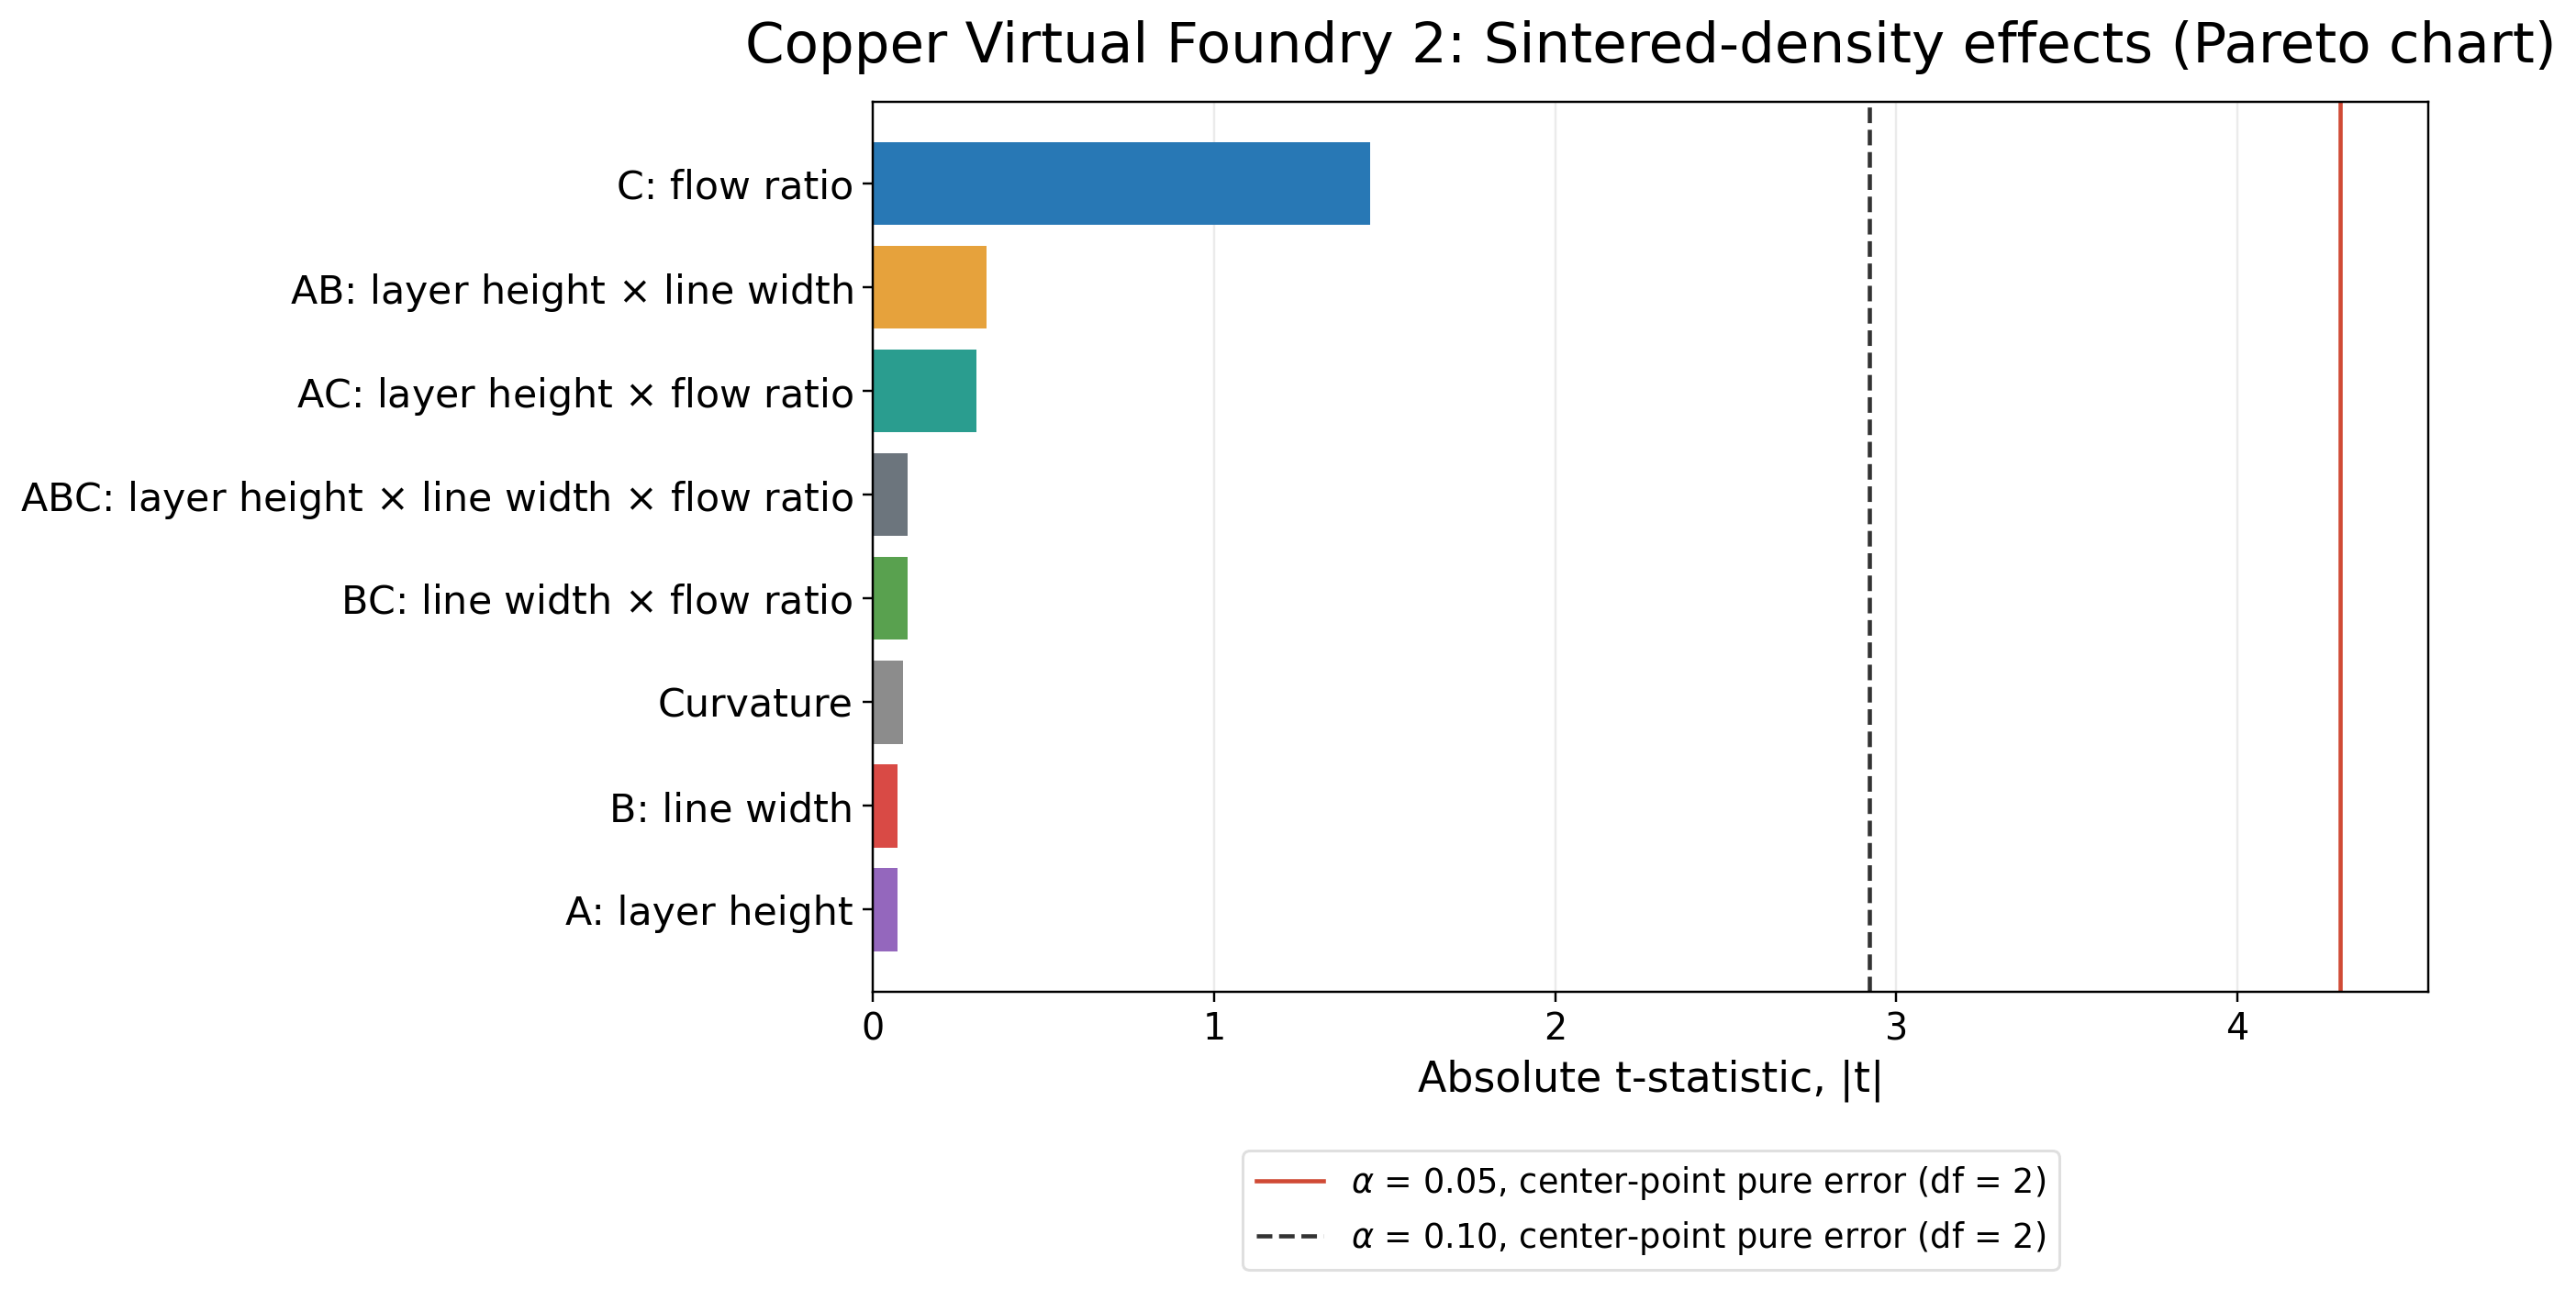 Copper Virtual Foundry 2: Sintered-density effects (Pareto chart)
C: flow ratio
AB: layer height × line width
AC: layer height × flow ratio
ABC: layer height × line width × flow ratio
BC: line width × flow ratio
Curvature
B: line width
A: layer height
0 1 2 3 4
Absolute t-statistic, |t|
α = 0.05, center-point pure error (df = 2)
α = 0.10, center-point pure error (df = 2)